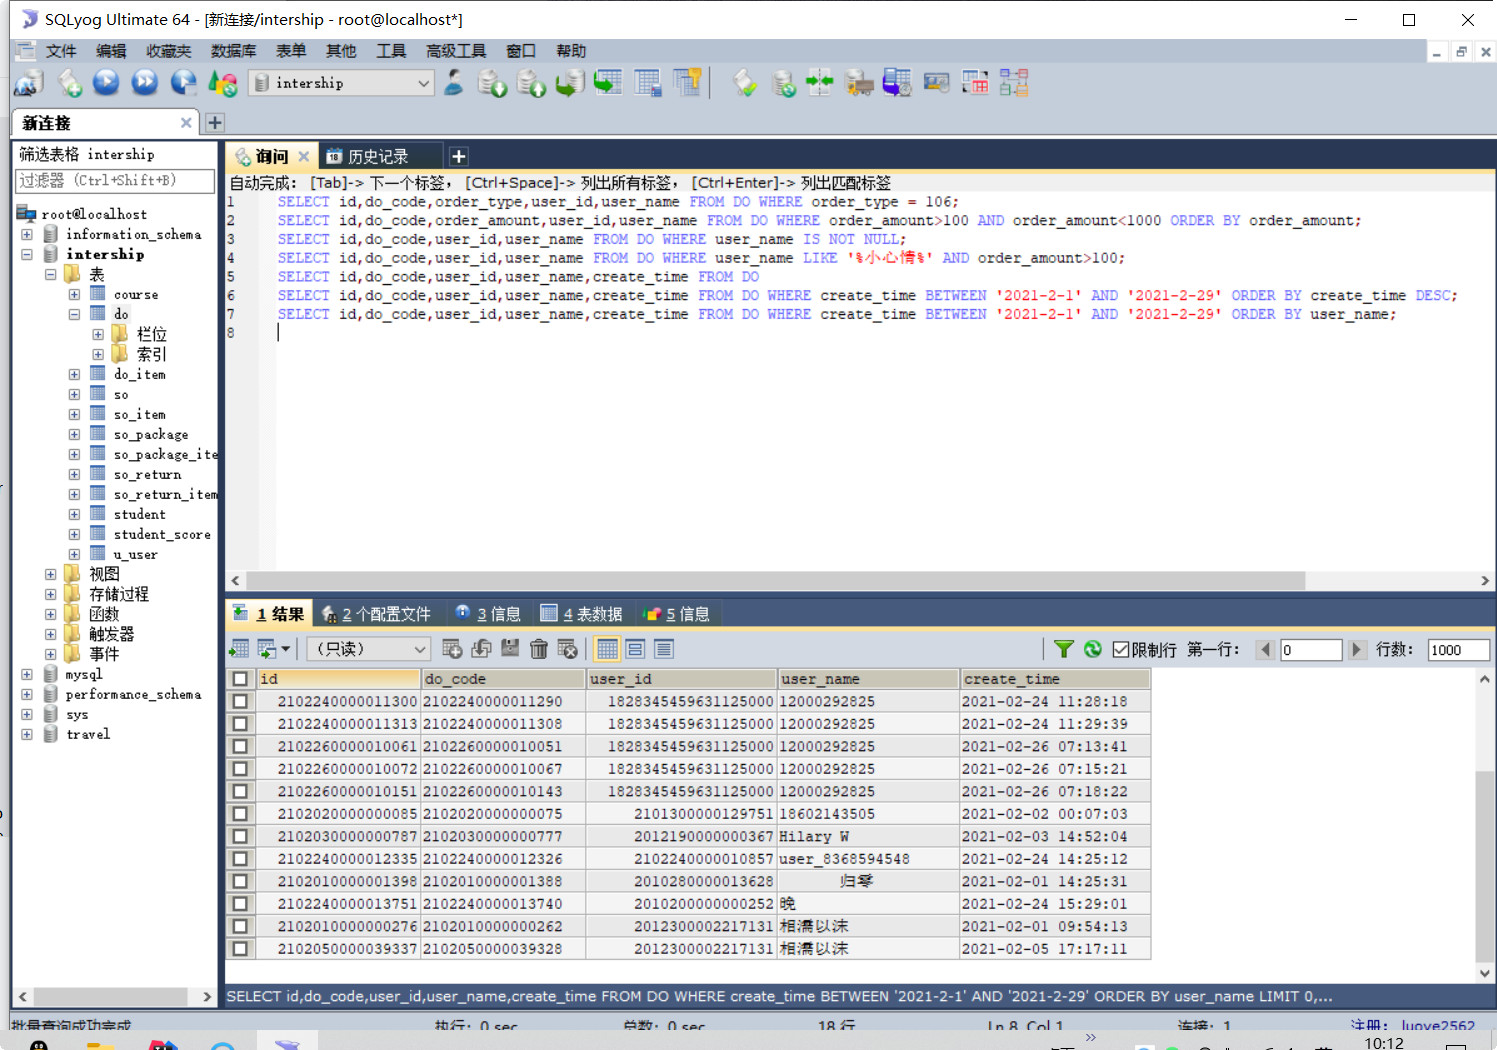 SQLyog Ultimate 64 - [新连接/intership - root@localhost*]
文件 编辑 收藏夹 数据库 表单 其他 工具 高级工具 窗口 帮助
intership
新连接
筛选表格 intership
过滤器 (Ctrl+Shift+B)
root@localhost
information_schema
intership
表
course
do
栏位
索引
do_item
so
so_item
so_package
so_package_ite
so_return
so_return_item
student
student_score
u_user
视图
存储过程
函数
触发器
事件
mysql
performance_schema
sys
travel
询问 历史记录
自动完成： [Tab]-> 下一个标签， [Ctrl+Space]-> 列出所有标签， [Ctrl+Enter]-> 列出匹配标签
1 SELECT id,do_code,order_type,user_id,user_name FROM DO WHERE order_type = 106;
2 SELECT id,do_code,order_amount,user_id,user_name FROM DO WHERE order_amount>100 AND order_amount<1000 ORDER BY order_amount;
3 SELECT id,do_code,user_id,user_name FROM DO WHERE user_name IS NOT NULL;
4 SELECT id,do_code,user_id,user_name FROM DO WHERE user_name LIKE '%小心情%' AND order_amount>100;
5 SELECT id,do_code,user_id,user_name,create_time FROM DO
6 SELECT id,do_code,user_id,user_name,create_time FROM DO WHERE create_time BETWEEN '2021-2-1' AND '2021-2-29' ORDER BY create_time DESC;
7 SELECT id,do_code,user_id,user_name,create_time FROM DO WHERE create_time BETWEEN '2021-2-1' AND '2021-2-29' ORDER BY user_name;
8
1 结果 2 个配置文件 3 信息 4 表数据 5 信息
(只读) 限制行 第一行： 0 行数： 1000
id do_code user_id user_name create_time
2102240000011300 2102240000011290 1828345459631125000 12000292825 2021-02-24 11:28:18
2102240000011313 2102240000011308 1828345459631125000 12000292825 2021-02-24 11:29:39
2102260000010061 2102260000010051 1828345459631125000 12000292825 2021-02-26 07:13:41
2102260000010072 2102260000010067 1828345459631125000 12000292825 2021-02-26 07:15:21
2102260000010151 2102260000010143 1828345459631125000 12000292825 2021-02-26 07:18:22
2102020000000085 2102020000000075 2101300000129751 18602143505 2021-02-02 00:07:03
2102030000000787 2102030000000777 2012190000000367 Hilary W 2021-02-03 14:52:04
2102240000012335 2102240000012326 2102240000010857 user_8368594548 2021-02-24 14:25:12
2102010000001398 2102010000001388 2010280000013628 归零 2021-02-01 14:25:31
2102240000013751 2102240000013740 2010200000000252 晚 2021-02-24 15:29:01
2102010000000276 2102010000000262 2012300002217131 相濡以沫 2021-02-01 09:54:13
2102050000039337 2102050000039328 2012300002217131 相濡以沫 2021-02-05 17:17:11
SELECT id,do_code,user_id,user_name,create_time FROM DO WHERE create_time BETWEEN '2021-2-1' AND '2021-2-29' ORDER BY user_name LIMIT 0,...
批量查询成功完成 执行: 0 sec 总数: 0 sec 18 行 Ln 8, Col 1 连接: 1 注册: luoye2562
10:12